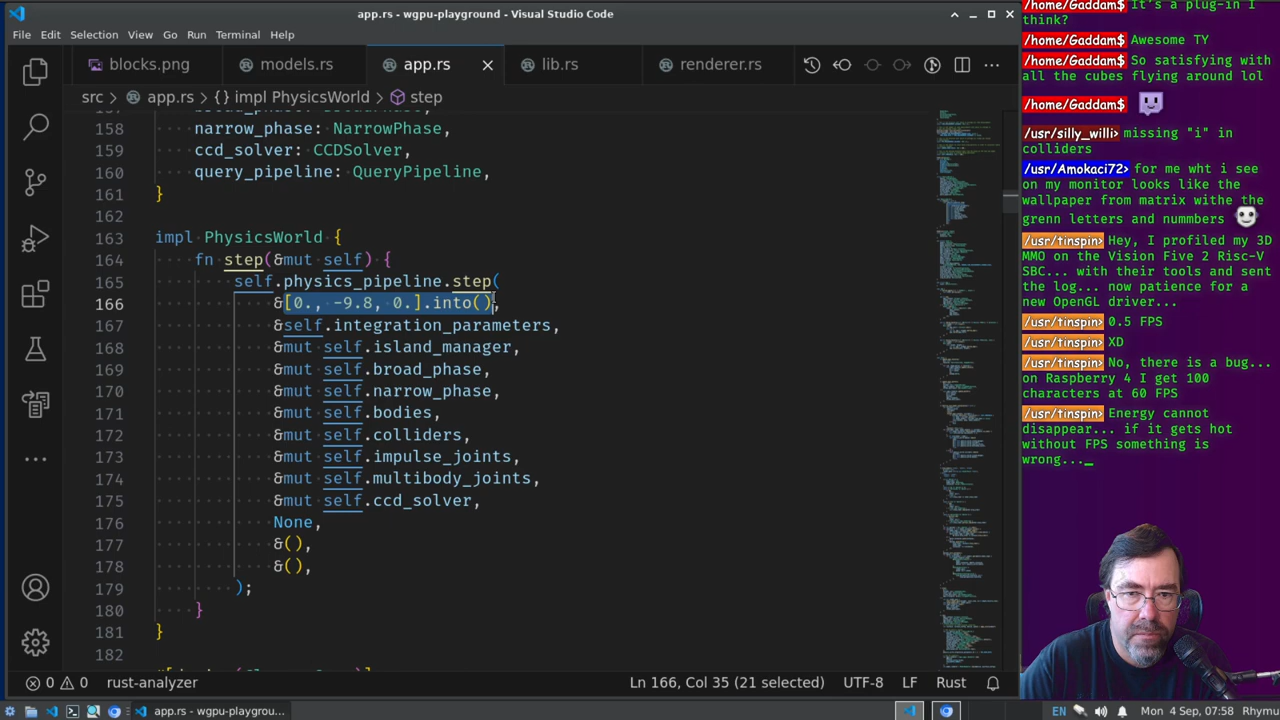 app.rs - wgpu-playground - Visual Studio Code
File Edit Selection View Go Run Terminal Help
blocks.png models.rs app.rs lib.rs renderer.rs
src > app.rs > {} impl PhysicsWorld > step
158 narrow_phase: NarrowPhase,
159 ccd_solver: CCDSolver,
160 query_pipeline: QueryPipeline,
161 }
162
163 impl PhysicsWorld {
164 fn step(&mut self) {
165 self.physics_pipeline.step(
166 &[0., -9.8, 0.].into(),
167 &self.integration_parameters,
168 &mut self.island_manager,
169 &mut self.broad_phase,
170 &mut self.narrow_phase,
171 &mut self.bodies,
172 &mut self.colliders,
173 &mut self.impulse_joints,
174 &mut self.multibody_joints,
175 &mut self.ccd_solver,
176 None,
177 &(),
178 &(),
179 );
180 }
181 }
182
0 0 rust-analyzer Ln 166, Col 35 (21 selected) UTF-8 LF Rust
app.rs - wgpu-playgrou... EN Mon 4 Sep, 07:58 Rhymu
/home/Gaddam$ It's a plug-in I
think?
/home/Gaddam$ Awesome TY
/home/Gaddam$ So satisfying with
all the cubes flying around lol
/home/Gaddam$
/usr/silly_willi> missing "i" in
colliders
/usr/Amokaci72> for me wht i see
on my monitor looks like the
wallpaper from matrix withe the
grenn letters and nummbers
/usr/tinspin> Hey, I profiled my 3D
MMO on the Vision Five 2 Risc-V
SBC... with their tools and sent
the log... now patience for a
new OpenGL driver...
/usr/tinspin> 0.5 FPS
/usr/tinspin> XD
/usr/tinspin> No, there is a bug...
on Raspberry 4 I get 100
characters at 60 FPS
/usr/tinspin> Energy cannot
disappear... if it gets hot
without FPS something is
wrong..._